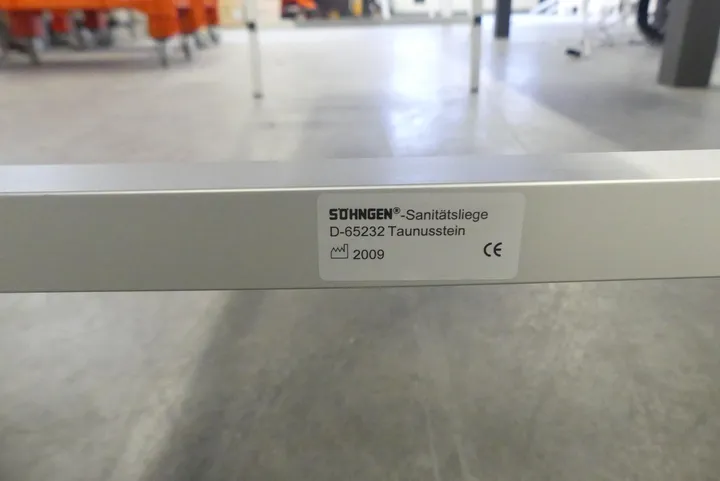 SÖHNGEN®-Sanitätsliege
D-65232 Taunusstein
2009 CE